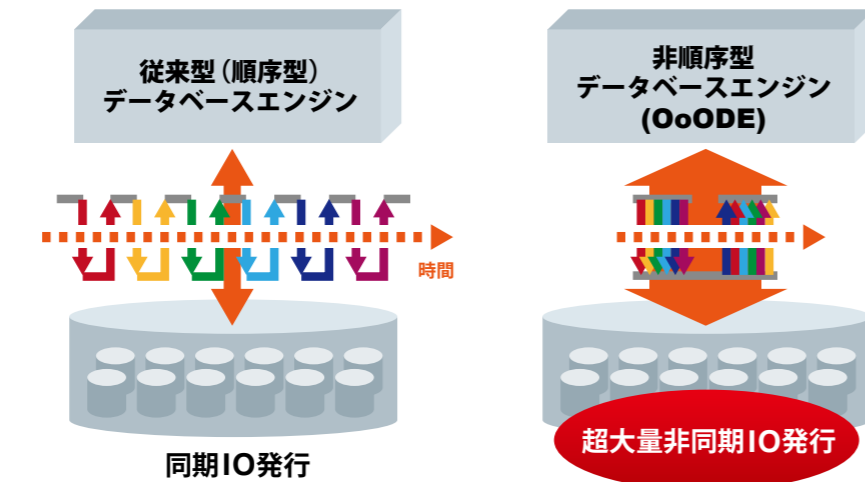 従来型（順序型）
データベースエンジン
非順序型
データベースエンジン
(OoODE)
時間
同期IO発行
超大量非同期IO発行